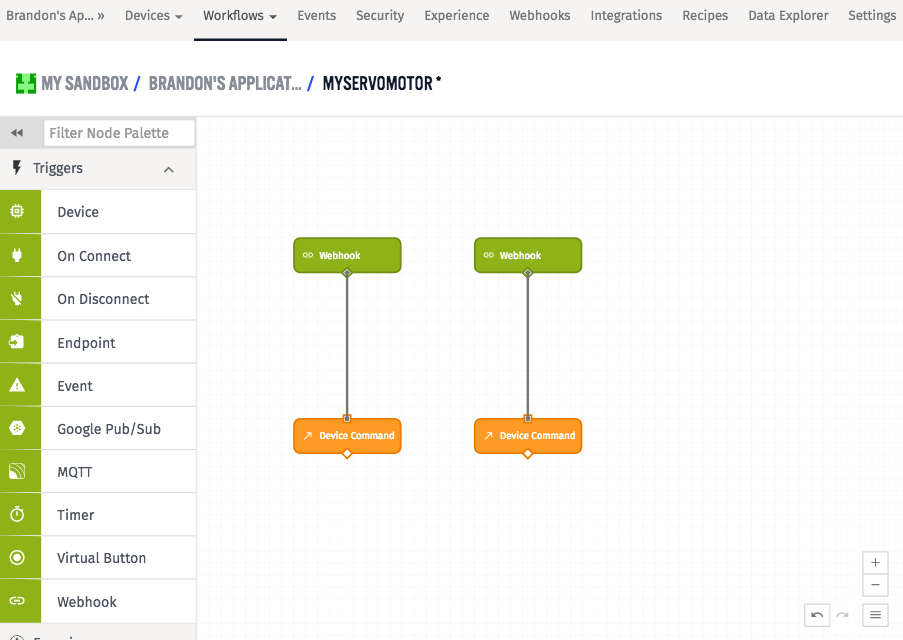 Brandon's Ap... » Devices Workflows Events Security Experience Webhooks Integrations Recipes Data Explorer Settings
MY SANDBOX / BRANDON'S APPLICAT... / MYSERVOMOTOR *
Filter Node Palette
Triggers
Device
On Connect
On Disconnect
Endpoint
Event
Google Pub/Sub
MQTT
Timer
Virtual Button
Webhook
Webhook Webhook
Device Command Device Command